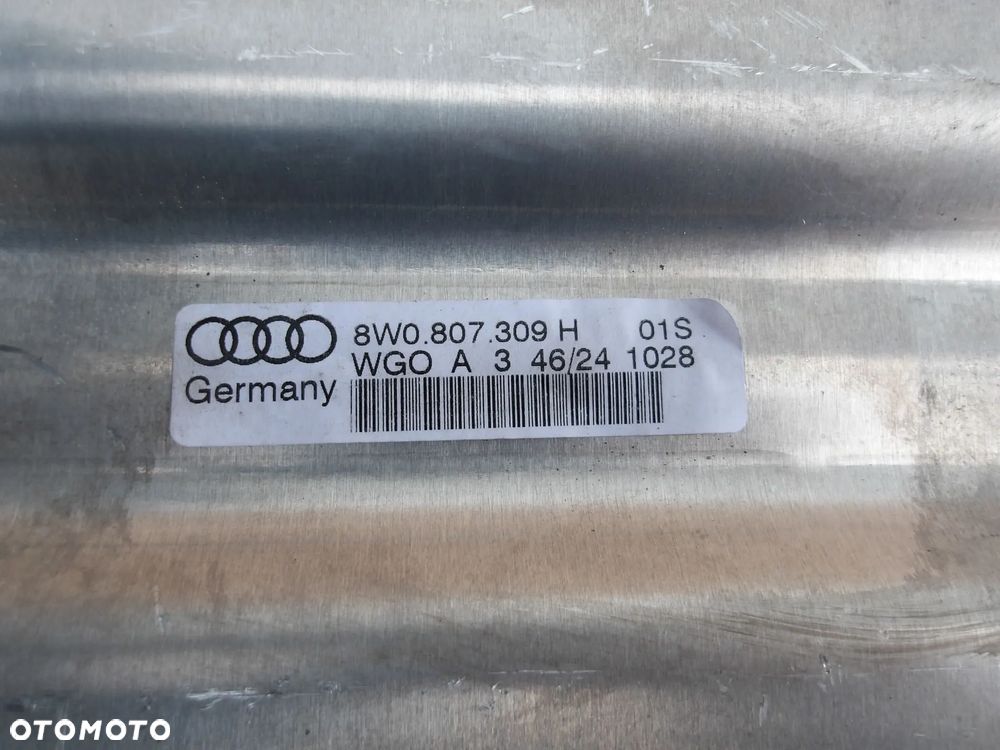 8W0.807.309 H 01S
WGO A 3 46/24 1028
Germany
OTOMOTO